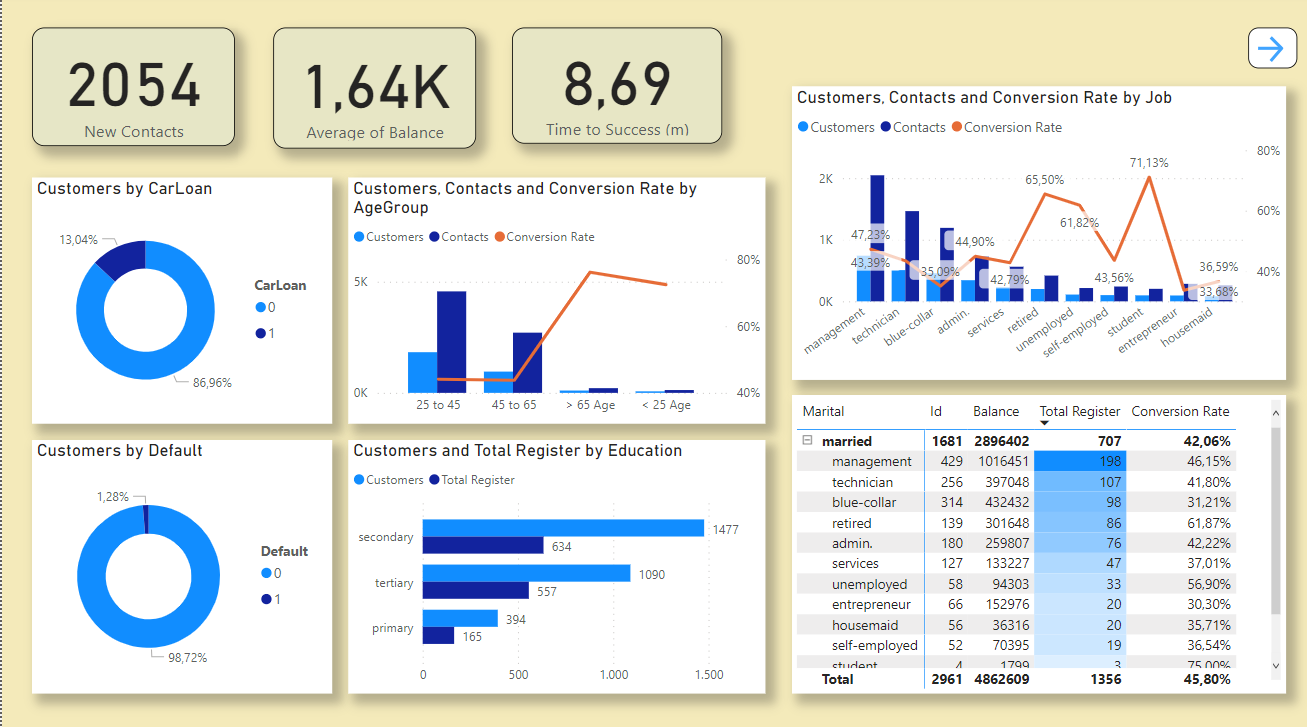 2054
New Contacts
1,64K
Average of Balance
8,69
Time to Success (m)
Customers by CarLoan
13,04%
86,96%
CarLoan
0
1
Customers, Contacts and Conversion Rate by
AgeGroup
Customers Contacts Conversion Rate
5K
0K
80%
60%
40%
25 to 45 45 to 65 > 65 Age < 25 Age
Customers, Contacts and Conversion Rate by Job
Customers Contacts Conversion Rate
2K
1K
0K
80%
60%
40%
47,23%
43,39%
35,09%
44,90%
42,79%
65,50%
61,82%
43,56%
71,13%
33,68%
36,59%
management
technician
blue-collar
admin.
services
retired
unemployed
self-employed
student
entrepreneur
housemaid
Customers by Default
1,28%
98,72%
Default
0
1
Customers and Total Register by Education
Customers Total Register
secondary 1477
634
tertiary 1090
557
primary 394
165
0 500 1.000 1.500
Marital Id Balance Total Register Conversion Rate
married 1681 2896402 707 42,06%
management 429 1016451 198 46,15%
technician 256 397048 107 41,80%
blue-collar 314 432432 98 31,21%
retired 139 301648 86 61,87%
admin. 180 259807 76 42,22%
services 127 133227 47 37,01%
unemployed 58 94303 33 56,90%
entrepreneur 66 152976 20 30,30%
housemaid 56 36316 20 35,71%
self-employed 52 70395 19 36,54%
student 4 1799 3 75,00%
Total 2961 4862609 1356 45,80%